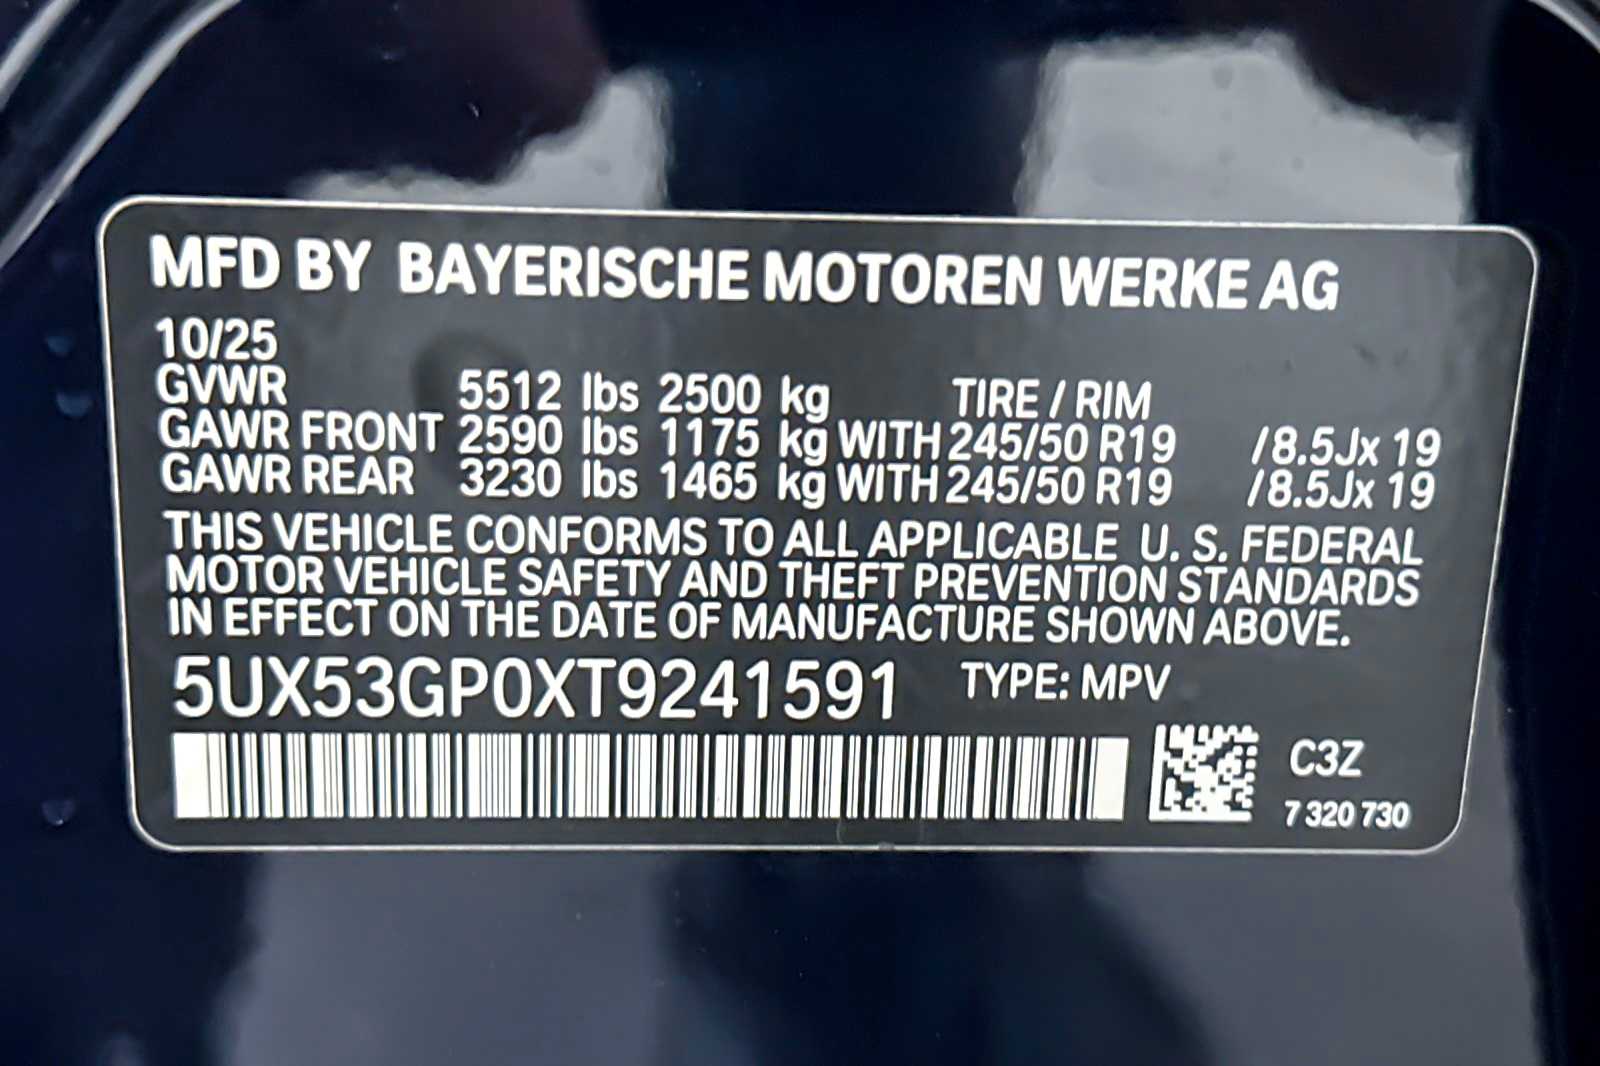 MFD BY BAYERISCHE MOTOREN WERKE AG
10/25
GVWR 5512 lbs 2500 kg TIRE / RIM
GAWR FRONT 2590 lbs 1175 kg WITH 245/50 R19 /8.5Jx 19
GAWR REAR 3230 lbs 1465 kg WITH 245/50 R19 /8.5Jx 19
THIS VEHICLE CONFORMS TO ALL APPLICABLE U. S. FEDERAL
MOTOR VEHICLE SAFETY AND THEFT PREVENTION STANDARDS
IN EFFECT ON THE DATE OF MANUFACTURE SHOWN ABOVE.
5UX53GP0XT9241591 TYPE: MPV
C3Z
7 320 730